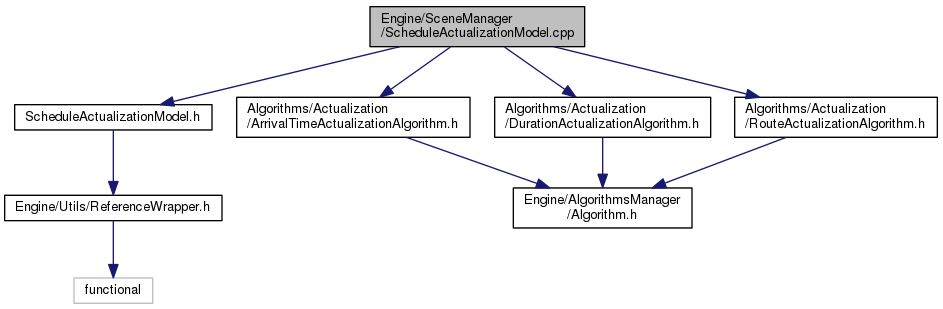 Engine/SceneManager
/ScheduleActualizationModel.cpp
ScheduleActualizationModel.h
Algorithms/Actualization
/ArrivalTimeActualizationAlgorithm.h
Algorithms/Actualization
/DurationActualizationAlgorithm.h
Algorithms/Actualization
/RouteActualizationAlgorithm.h
Engine/Utils/ReferenceWrapper.h
Engine/AlgorithmsManager
/Algorithm.h
functional